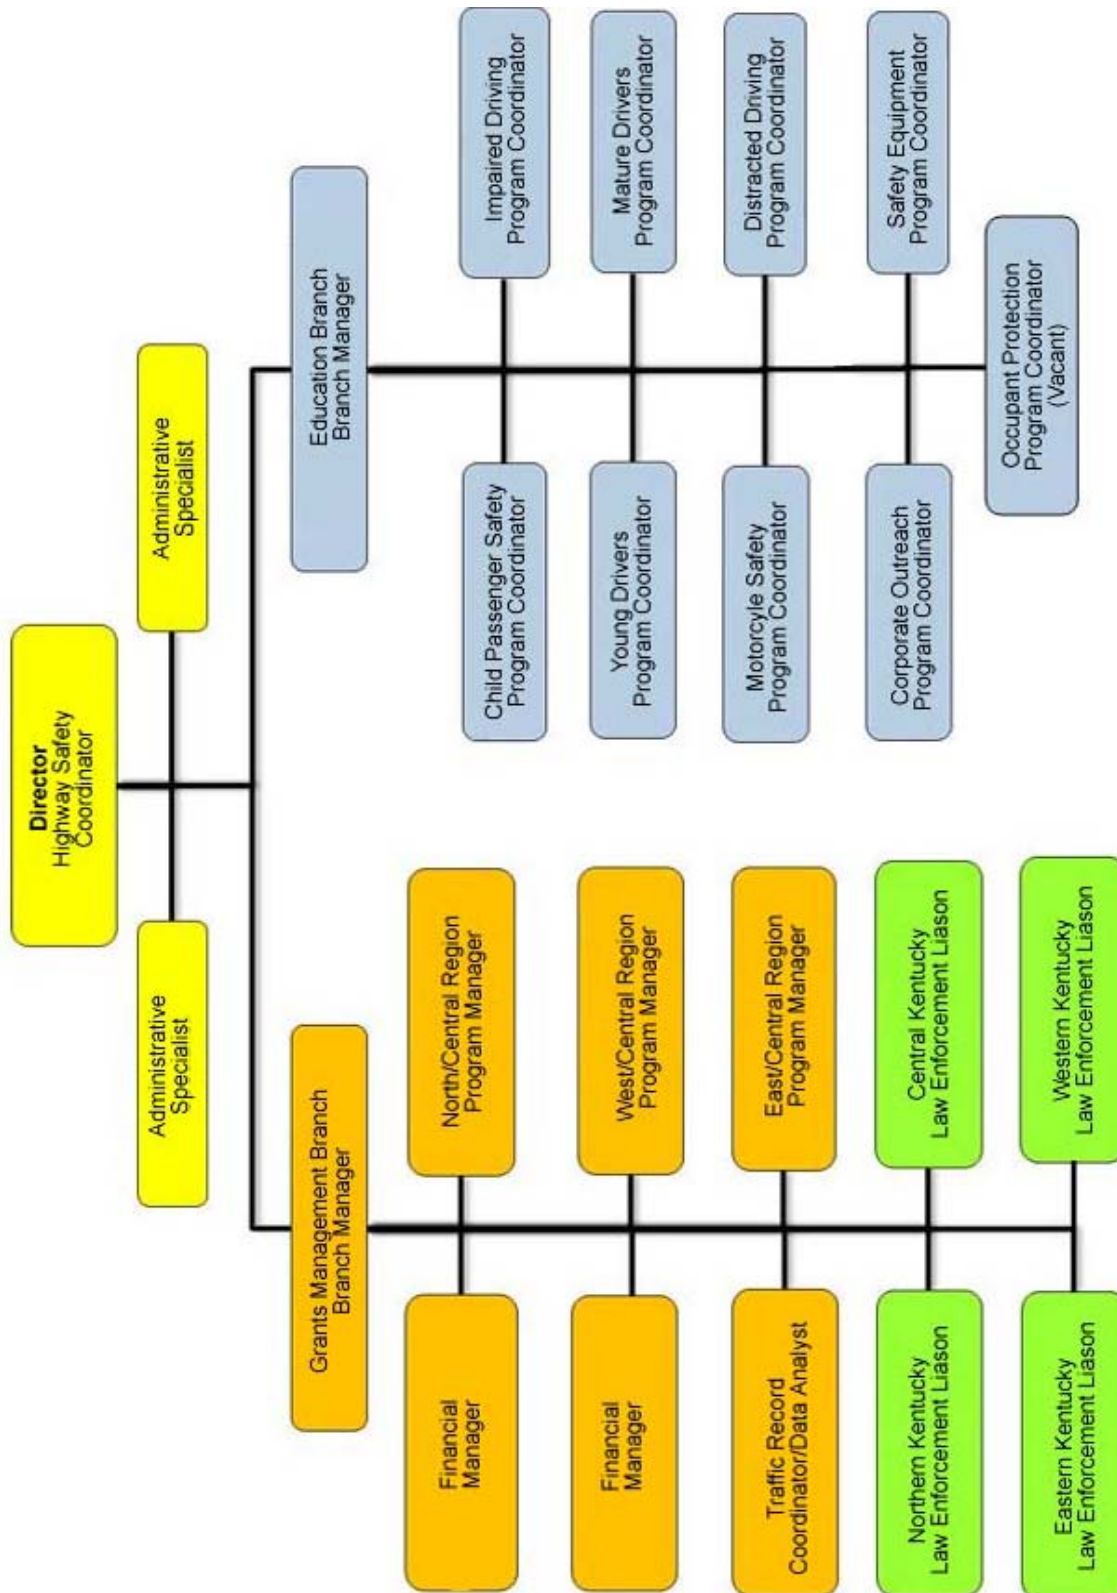 Director
Highway Safety
Coordinator
Administrative
Specialist
Administrative
Specialist
Grants Management Branch
Branch Manager
Education Branch
Branch Manager
Financial
Manager
North/Central Region
Program Manager
Financial
Manager
West/Central Region
Program Manager
Traffic Record
Coordinator/Data Analyst
East/Central Region
Program Manager
Northern Kentucky
Law Enforcement Liason
Central Kentucky
Law Enforcement Liason
Eastern Kentucky
Law Enforcement Liason
Western Kentucky
Law Enforcement Liason
Child Passenger Safety
Program Coordinator
Impaired Driving
Program Coordinator
Young Drivers
Program Coordinator
Mature Drivers
Program Coordinator
Motorcyle Safety
Program Coordinator
Distracted Driving
Program Coordinator
Corporate Outreach
Program Coordinator
Safety Equipment
Program Coordinator
Occupant Protection
Program Coordinator
(Vacant)